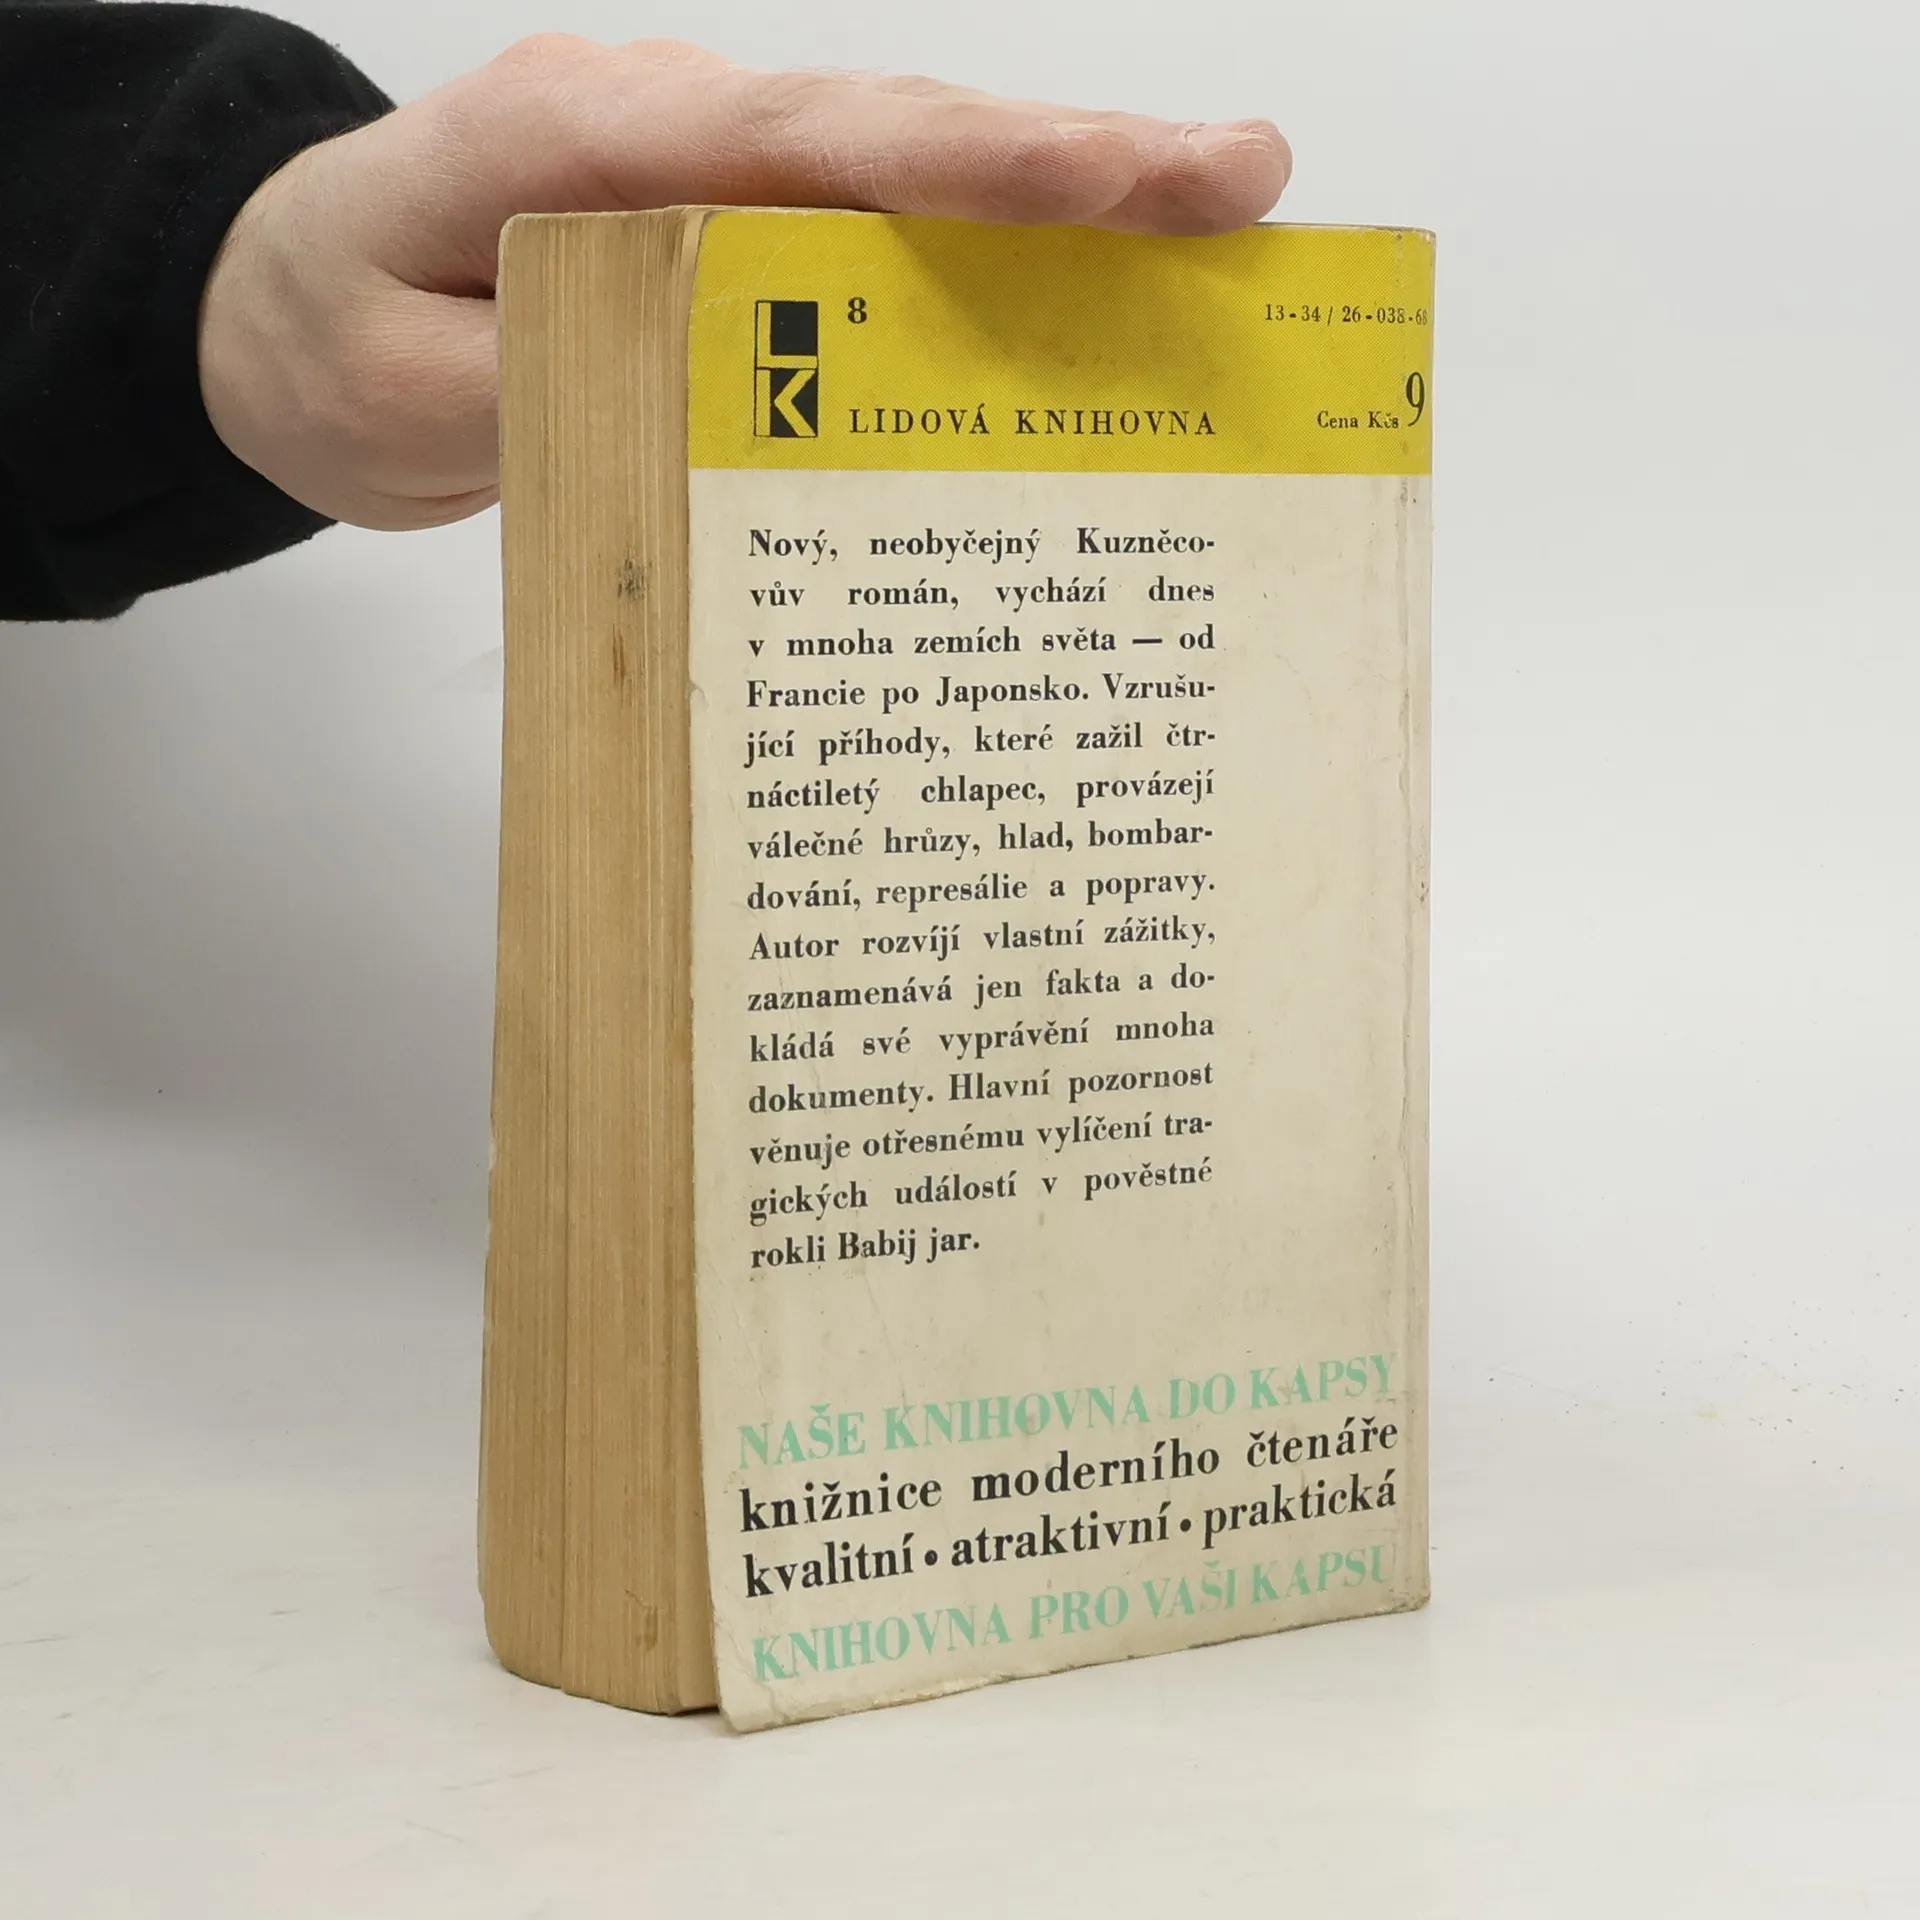 LK
8
13-34 / 26-038-68
LIDOVÁ KNIHOVNA
Cena Kčs 9
Nový, neobyčejný Kuzněco-
vův román, vychází dnes
v mnoha zemích světa — od
Francie po Japonsko. Vzrušu-
jící příhody, které zažil čtr-
náctiletý chlapec, provázejí
válečné hrůzy, hlad, bombar-
dování, represálie a popravy.
Autor rozvíjí vlastní zážitky,
zaznamenává jen fakta a do-
kládá své vyprávění mnoha
dokumenty. Hlavní pozornost
věnuje otřesnému vylíčení tra-
gických událostí v pověstné
rokli Babij jar.
NAŠE KNIHOVNA DO KAPSY
knižnice moderního čtenáře
kvalitní • atraktivní • praktická
KNIHOVNA PRO VAŠI KAPSU